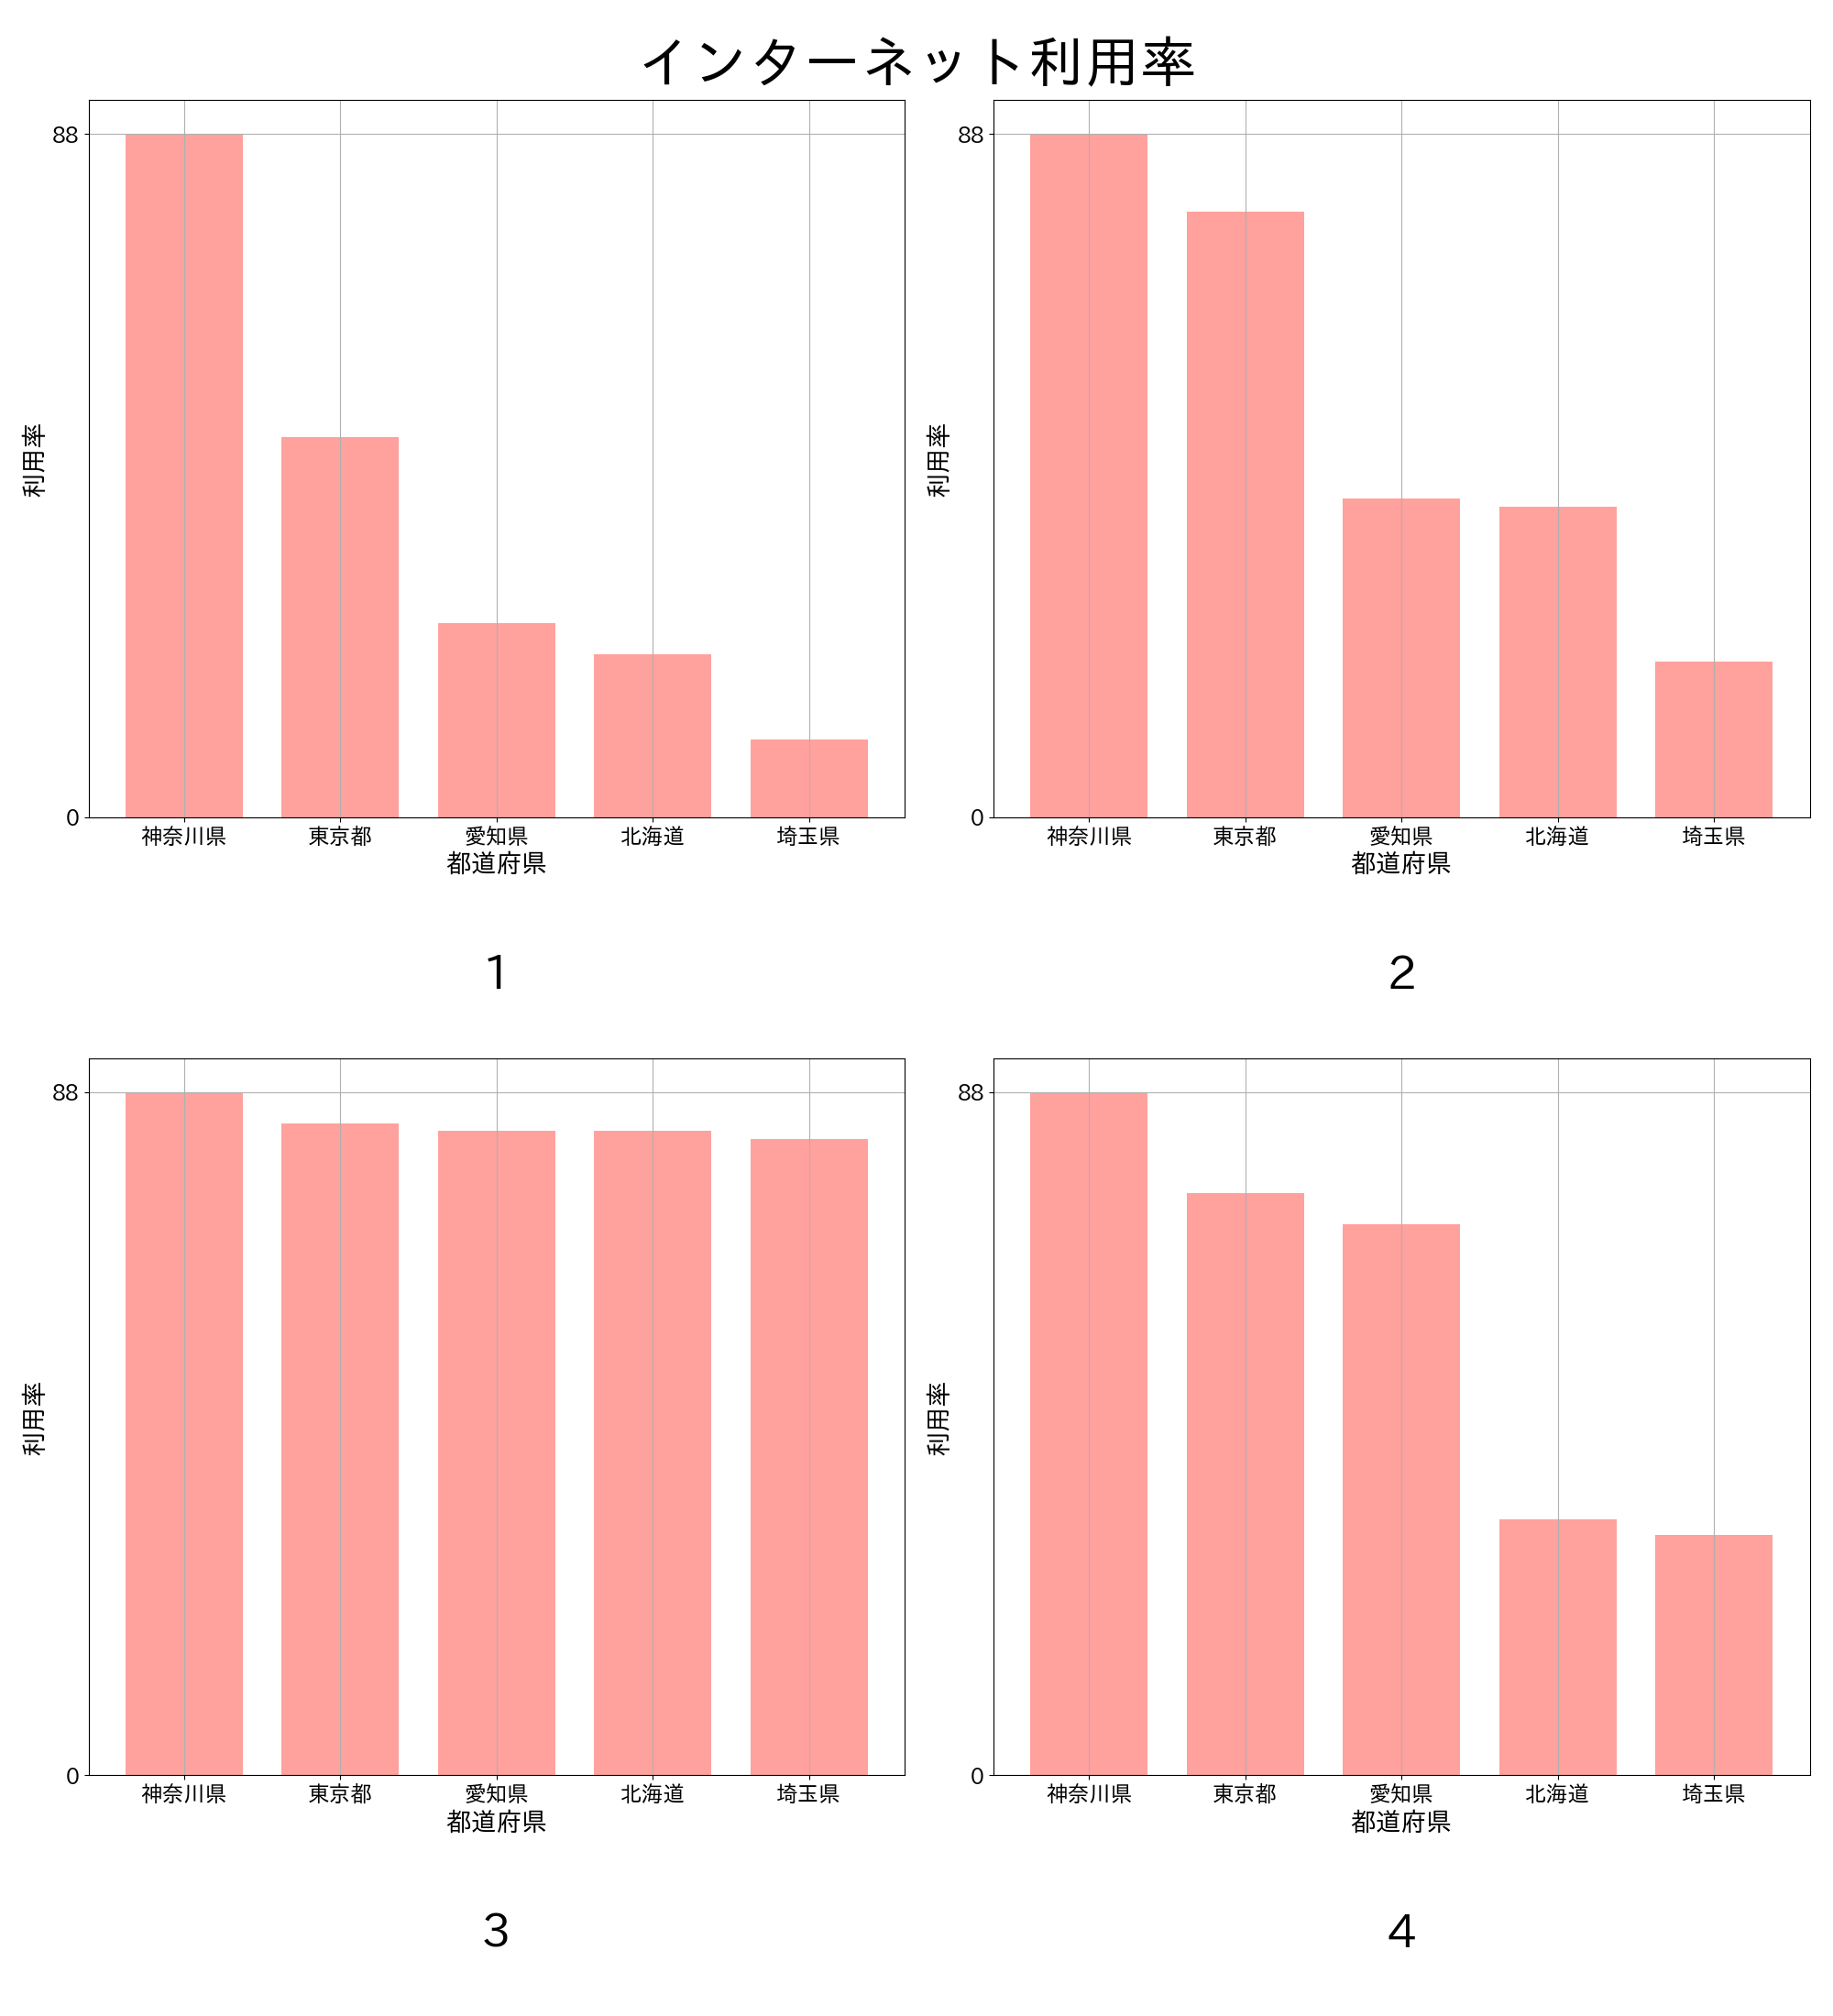 インターネット利用率
88
0
利用率
神奈川県 東京都 愛知県 北海道 埼玉県
都道府県
1
88
0
利用率
神奈川県 東京都 愛知県 北海道 埼玉県
都道府県
2
88
0
利用率
神奈川県 東京都 愛知県 北海道 埼玉県
都道府県
3
88
0
利用率
神奈川県 東京都 愛知県 北海道 埼玉県
都道府県
4